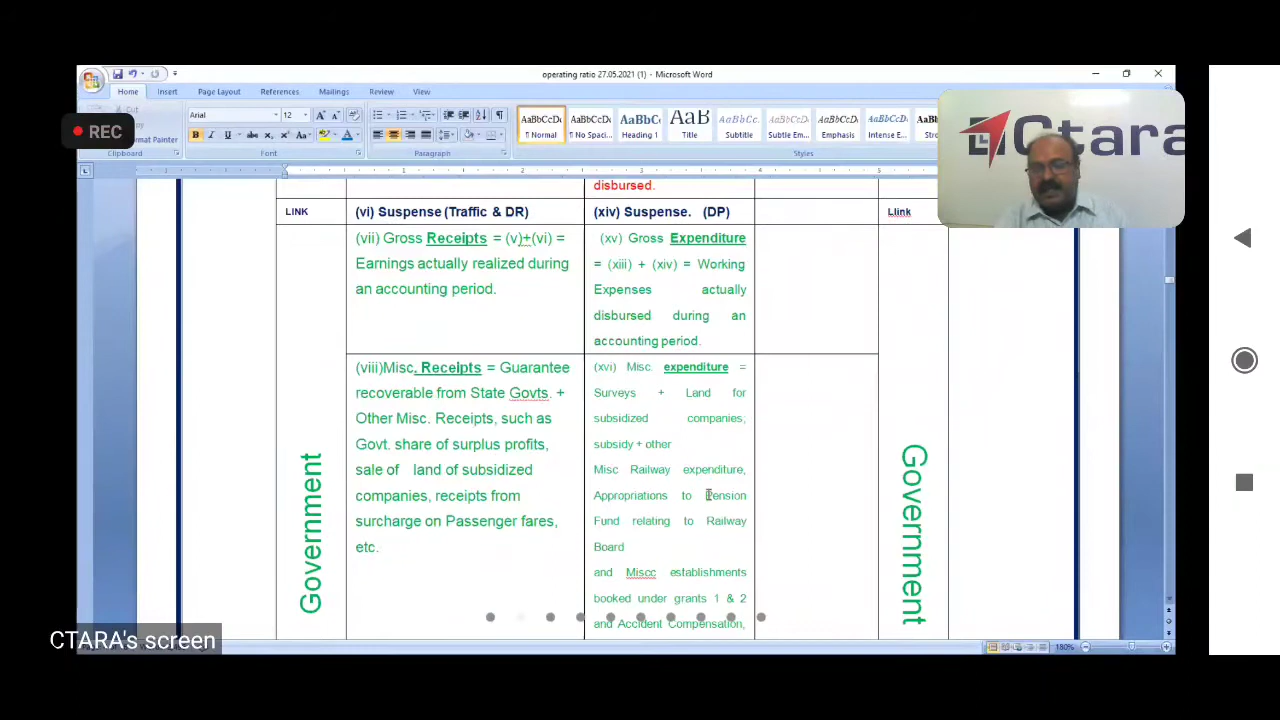 operating ratio 27.05.2021 (1) - Microsoft Word
Home Insert Page Layout References Mailings Review View
REC
Cut
Format Painter
Arial 12
AaBbCcDc AaBbCcDc AaBbCc AaB AaBbCc. AaBbCcDc AaBbCcDc AaBbCcDc
¶ Normal ¶ No Spaci... Heading 1 Title Subtitle Subtle Em... Emphasis Intense E...
Clipboard Font Paragraph Styles
Ctara
disbursed.
LINK (vi) Suspense (Traffic & DR) (xiv) Suspense. (DP) Llink
(vii) Gross Receipts = (v)+(vi) =
Earnings actually realized during
an accounting period.
(xv) Gross Expenditure
= (xiii) + (xiv) = Working
Expenses actually
disbursed during an
accounting period.
Government
(viii)Misc. Receipts = Guarantee
recoverable from State Govts. +
Other Misc. Receipts, such as
Govt. share of surplus profits,
sale of land of subsidized
companies, receipts from
surcharge on Passenger fares,
etc.
(xvi) Misc. expenditure =
Surveys + Land for
subsidized companies,
subsidy + other
Misc Railway expenditure,
Appropriations to Pension
Fund relating to Railway
Board
and Miscc establishments
booked under grants 1 & 2
and Accident Compensation,
Government
CTARA's screen
180%